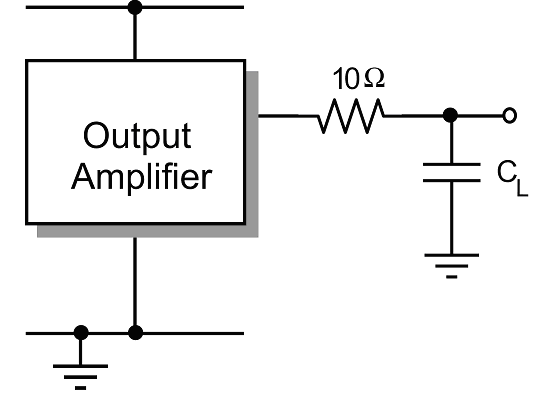 10Ω
Output
Amplifier
CL